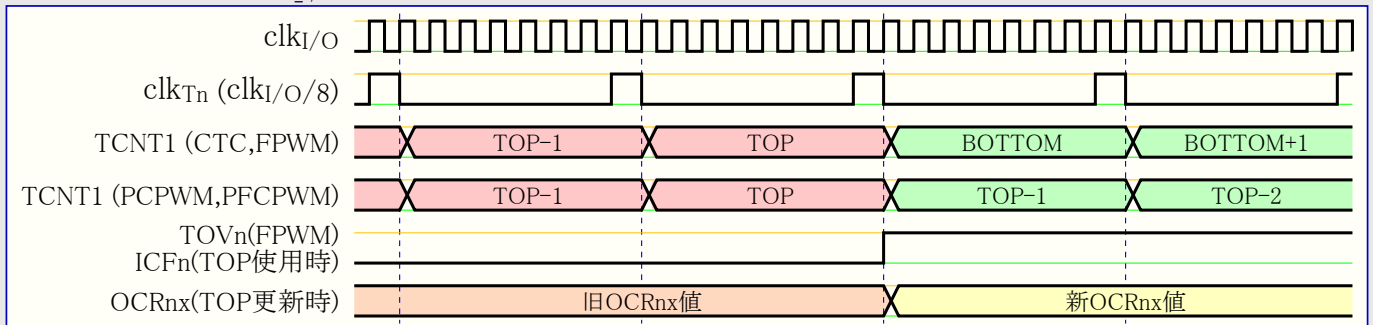 clkI/O
clkTn (clkI/O/8)
TCNT1 (CTC,FPWM) TOP-1 TOP BOTTOM BOTTOM+1
TCNT1 (PCPWM,PFCPWM) TOP-1 TOP TOP-1 TOP-2
TOVn(FPWM)
ICFn(TOP使用時)
OCRnx(TOP更新時) 旧OCRnx値 新OCRnx値